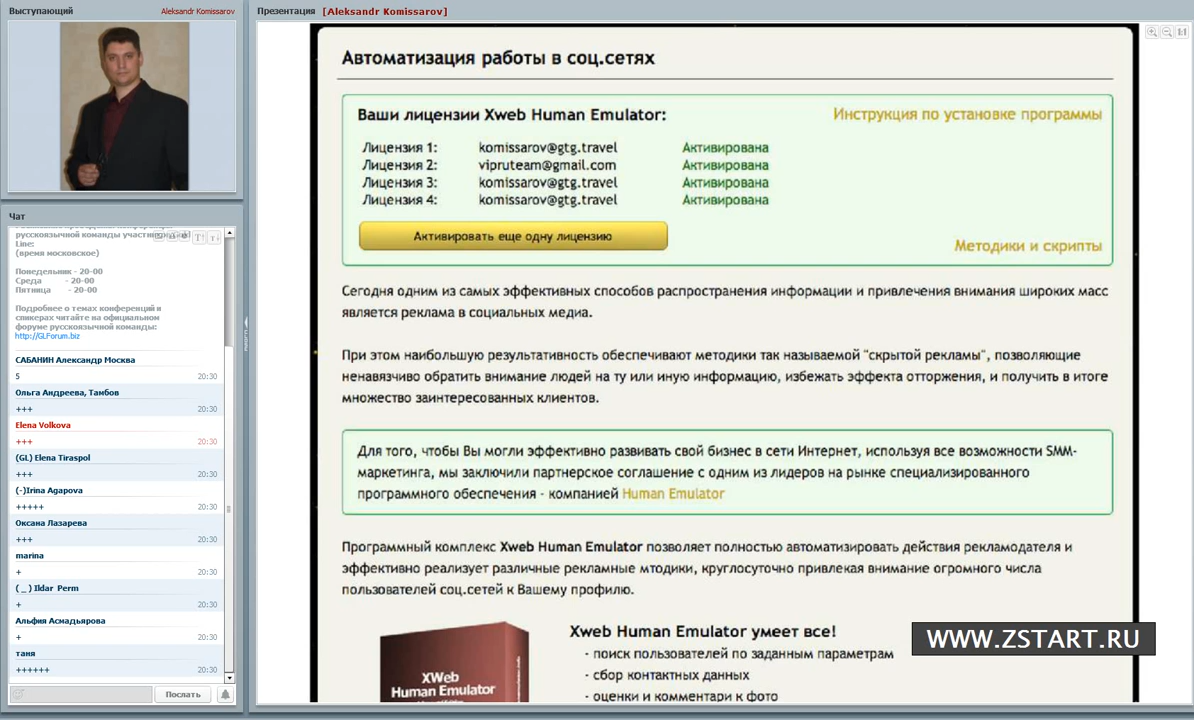 Выступающий
Aleksandr Komissarov
Чат
русскоязычной команды участников
Line:
(время московское)
Понедельник - 20-00
Среда - 20-00
Пятница - 20-00
Подробнее о темах конференций и
спикерах читайте на официальном
форуме русскоязычной команды:
http://GLForum.biz
САБАНИН Александр Москва
5 20:30
Ольга Андреева, Тамбов
+++ 20:30
Elena Volkova
+++ 20:30
(GL) Elena Tiraspol
+++ 20:30
(-)Irina Agapova
+++++ 20:30
Оксана Лазарева
+++ 20:30
marina
+ 20:30
( _ ) Ildar Perm
+ 20:30
Альфия Асмадьярова
+ 20:30
таня
++++++ 20:30
Послать
Презентация [Aleksandr Komissarov]
Автоматизация работы в соц.сетях
Ваши лицензии Xweb Human Emulator:
Инструкция по установке программы
Лицензия 1: komissarov@gtg.travel Активирована
Лицензия 2: vipruteam@gmail.com Активирована
Лицензия 3: komissarov@gtg.travel Активирована
Лицензия 4: komissarov@gtg.travel Активирована
Активировать еще одну лицензию
Методики и скрипты
Сегодня одним из самых эффективных способов распространения информации и привлечения внимания широких масс
является реклама в социальных медиа.
При этом наибольшую результативность обеспечивают методики так называемой "скрытой рекламы", позволяющие
ненавязчиво обратить внимание людей на ту или иную информацию, избежать эффекта отторжения, и получить в итоге
множество заинтересованных клиентов.
Для того, чтобы Вы могли эффективно развивать свой бизнес в сети Интернет, используя все возможности SMM-
маркетинга, мы заключили партнерское соглашение с одним из лидеров на рынке специализированного
программного обеспечения - компанией Human Emulator
Программный комплекс Xweb Human Emulator позволяет полностью автоматизировать действия рекламодателя и
эффективно реализует различные рекламные мтодики, круглосуточно привлекая внимание огромного числа
пользователей соц.сетей к Вашему профилю.
XWeb
Human Emulator
Xweb Human Emulator умеет все!
- поиск пользователей по заданным параметрам
- сбор контактных данных
- оценки и комментари к фото
WWW.ZSTART.RU